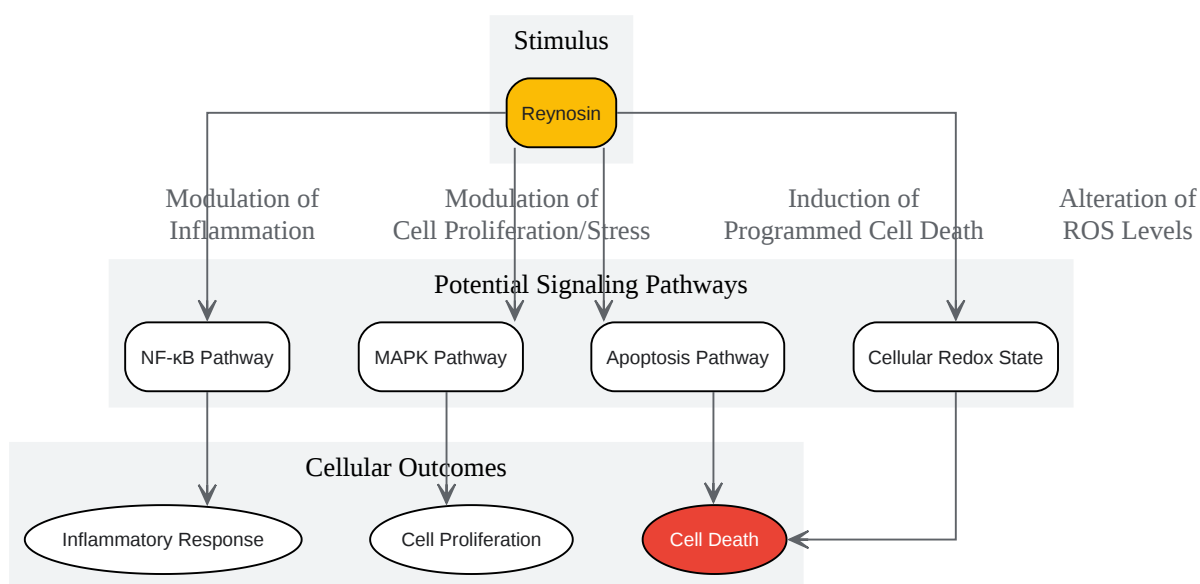 Stimulus
Reynosin
Modulation of
Inflammation
Modulation of
Cell Proliferation/Stress
Induction of
Programmed Cell Death
Alteration of
ROS Levels
Potential Signaling Pathways
NF-κB Pathway
MAPK Pathway
Apoptosis Pathway
Cellular Redox State
Cellular Outcomes
Inflammatory Response
Cell Proliferation
Cell Death